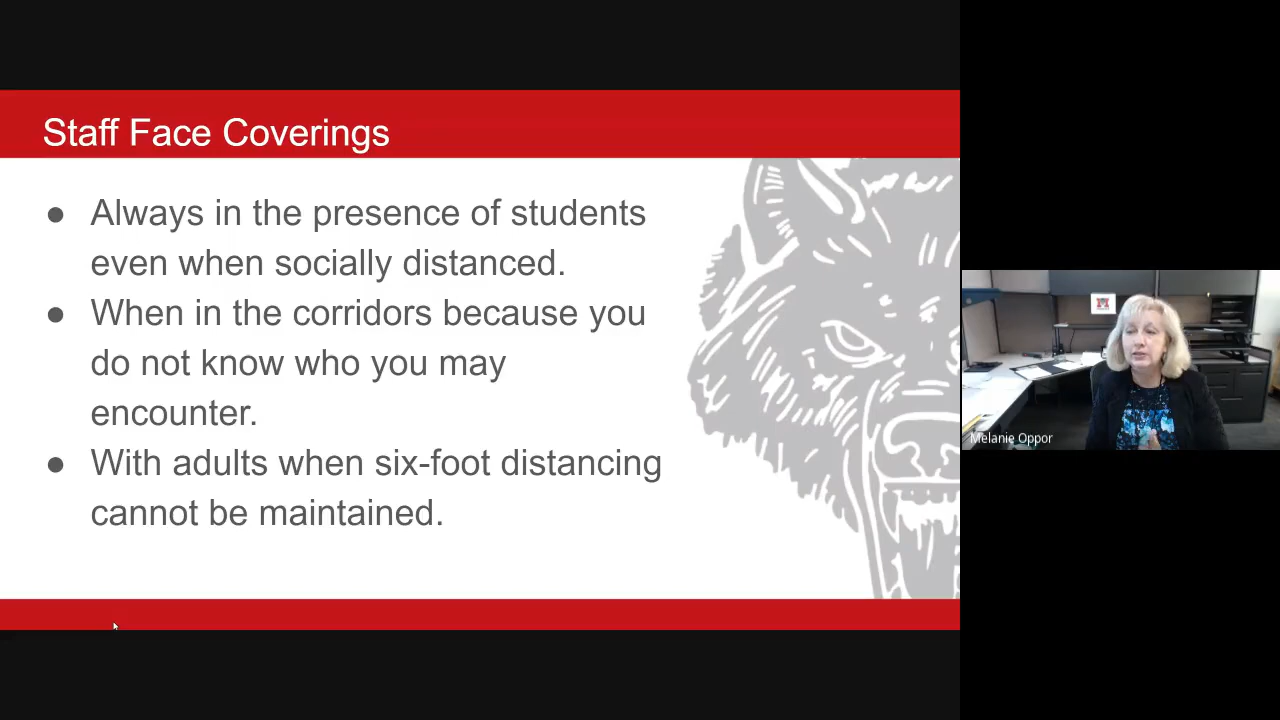 Staff Face Coverings
● Always in the presence of students
even when socially distanced.
● When in the corridors because you
do not know who you may
encounter.
● With adults when six-foot distancing
cannot be maintained.
Melanie Oppor